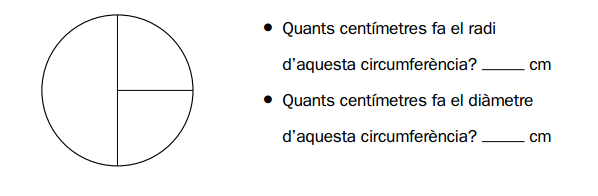 • Quants centímetres fa el radi
d’aquesta circumferència? _____ cm
• Quants centímetres fa el diàmetre
d’aquesta circumferència? _____ cm